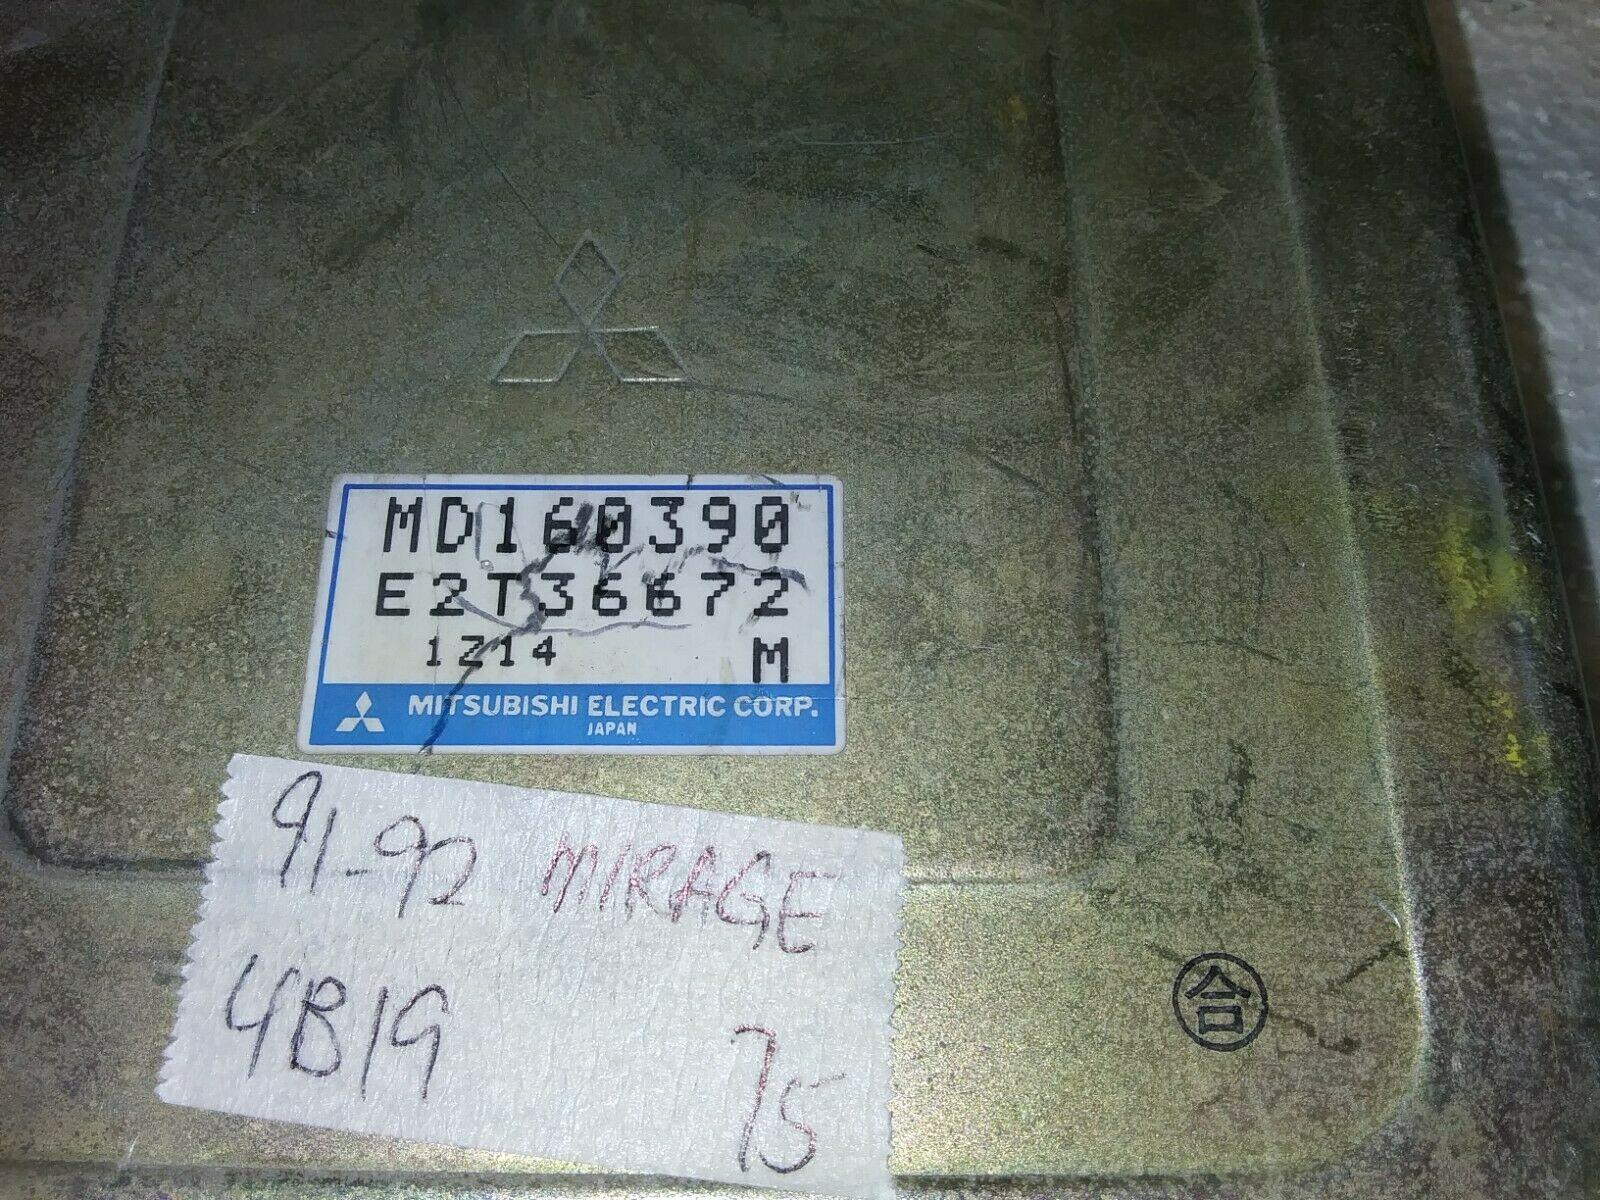 MD160390
E2T36672
1Z14 M
MITSUBISHI ELECTRIC CORP.
JAPAN
91-92 MIRAGE
4B19
75
合